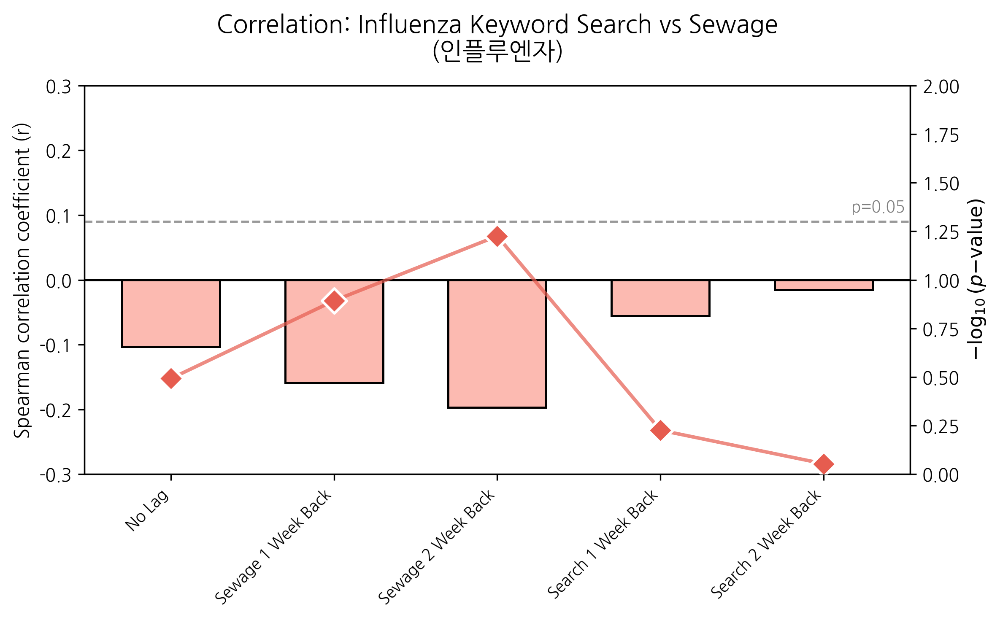 Correlation: Influenza Keyword Search vs Sewage
(인플루엔자)
Spearman correlation coefficient (r)
0.3
0.2
0.1
0.0
-0.1
-0.2
-0.3
p=0.05
2.00
1.75
1.50
1.25
1.00
0.75
0.50
0.25
0.00
−log₁₀ (p−value)
No Lag
Sewage 1 Week Back
Sewage 2 Week Back
Search 1 Week Back
Search 2 Week Back